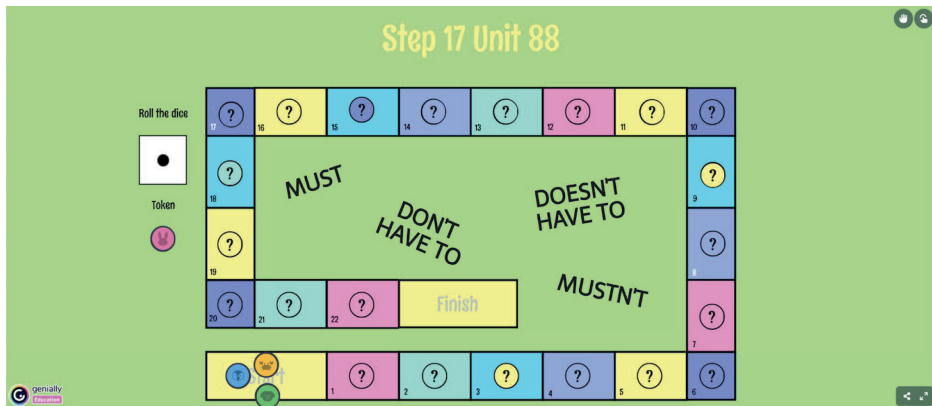 Step 17 Unit 88
Roll the dice
Token
17 ?
16 ?
15 ?
14 ?
13 ?
12 ?
11 ?
10 ?
18 ?
9 ?
19 ?
8 ?
20 ?
21 ?
22 ?
Finish
7 ?
MUST
DON'T
HAVE TO
DOESN'T
HAVE TO
MUSTN'T
Start
1 ?
2 ?
3 ?
4 ?
5 ?
6 ?
genially
Education